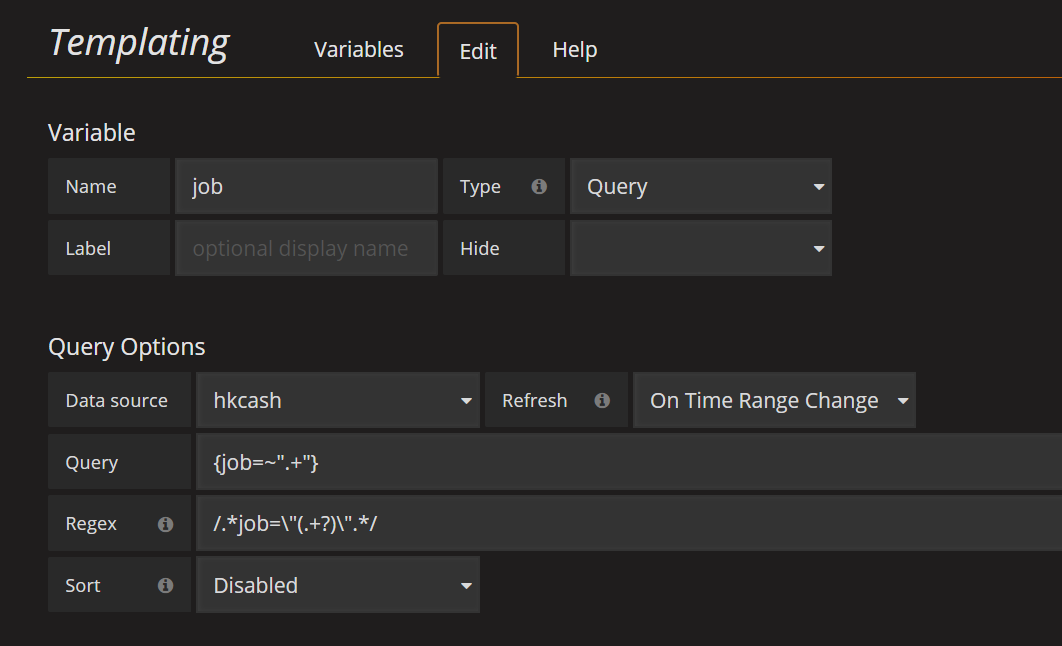 Templating Variables Edit Help
Variable
Name job Type Query
Label optional display name Hide
Query Options
Data source hkcash Refresh On Time Range Change
Query {job=~".+"}
Regex /.*job=\"(.+?)\".*/
Sort Disabled